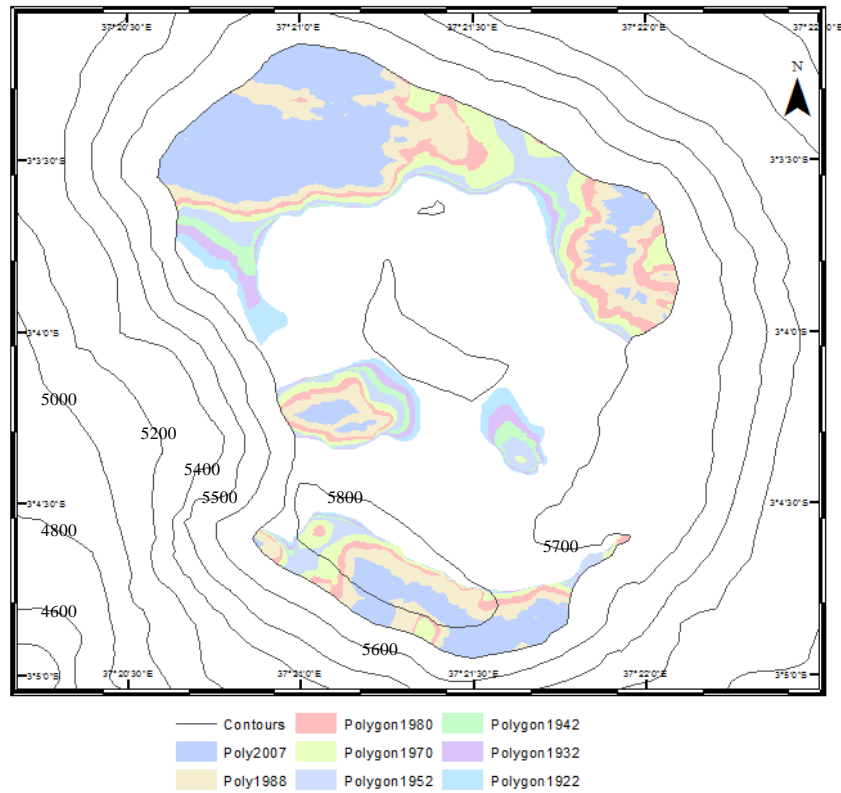 37°20'30"E 37°21'0"E 37°21'30"E 37°22'0"E
N
3°3'30"S 3°3'30"S
3°4'0"S 3°4'0"S
5000
5200
5400
5500 5800
3°4'30"S 3°4'30"S
4800
5700
4600
5600
3°5'0"S 3°5'0"S
37°20'30"E 37°21'0"E 37°21'30"E 37°22'0"E
Contours Polygon1980 Polygon1942
Poly2007 Polygon1970 Polygon1932
Poly1988 Polygon1952 Polygon1922